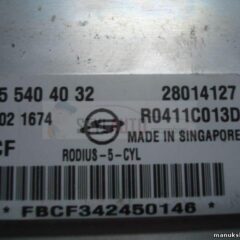 5 540 40 32 28014127
02 1674 R0411C013D
MADE IN SINGAPORE
CF RODIUS-5-CYL
* FBCF342450146 *